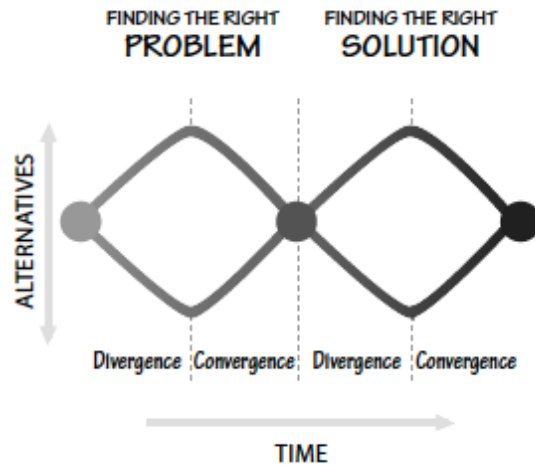 FINDING THE RIGHT
PROBLEM
FINDING THE RIGHT
SOLUTION
ALTERNATIVES
Divergence
Convergence
Divergence
Convergence
TIME